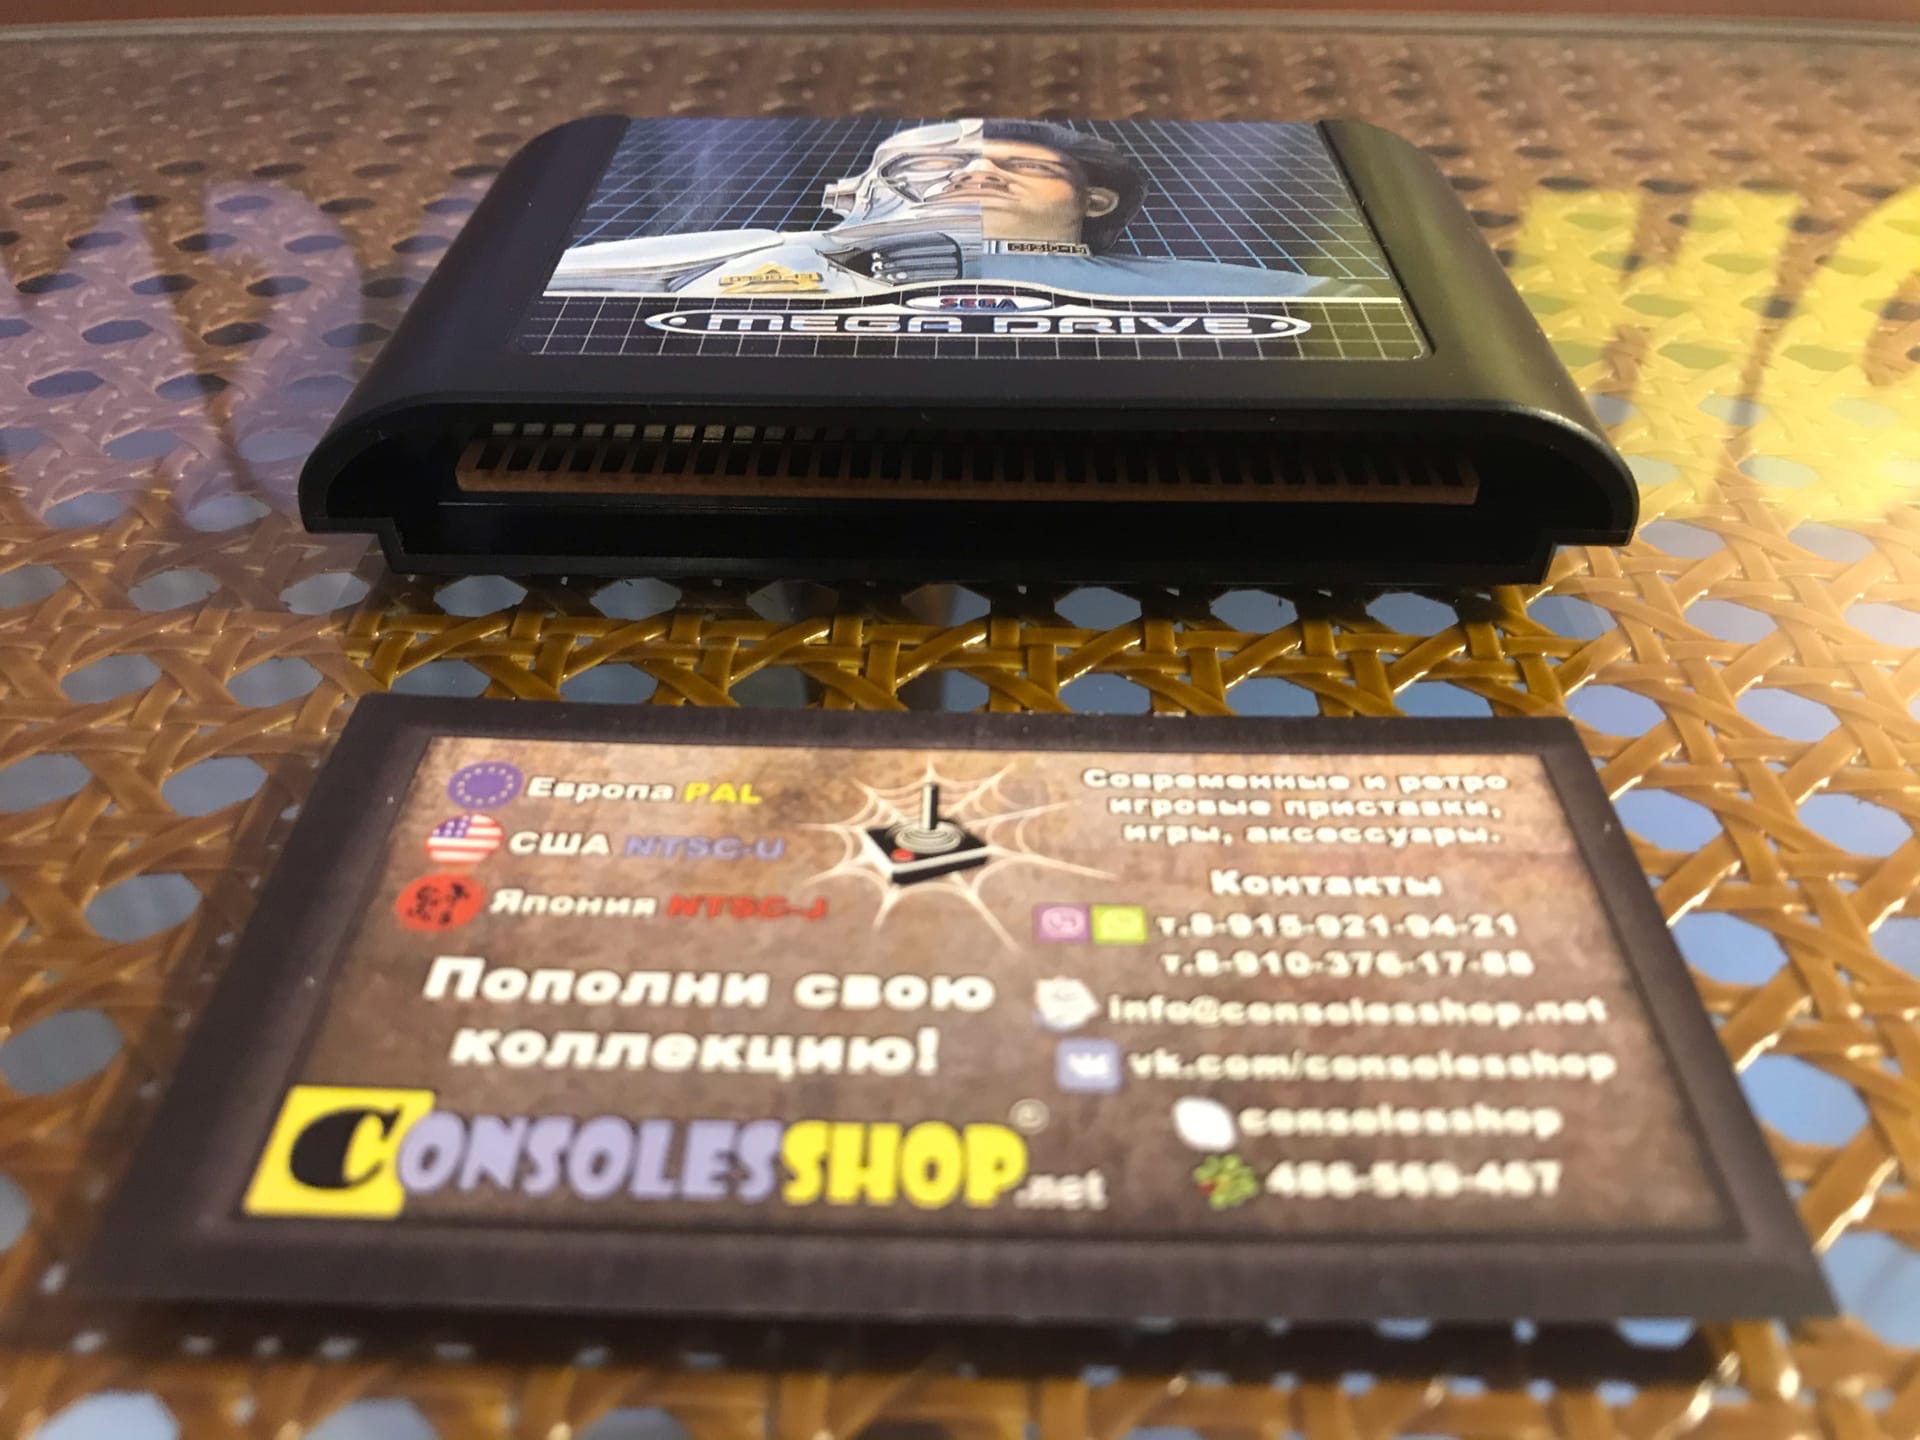 SEGA
MEGA DRIVE
Европа PAL
США NTSC-U
Япония NTSC-J
Пополни свою
коллекцию!
CONSOLESSHOP.net
Современные и ретро
игровые приставки,
игры, аксессуары.
Контакты
т.8-915-921-94-21
т.8-910-376-17-88
info@consolesshop.net
vk.com/consolesshop
consolesshop
486-569-467